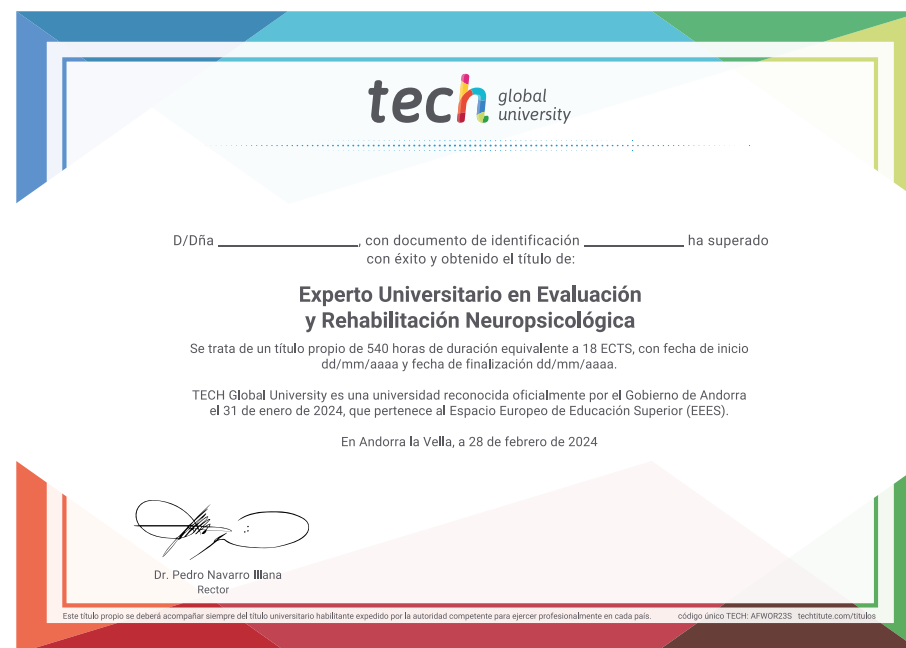 tech global university
D/Dña ____________________, con documento de identificación ______________ ha superado
con éxito y obtenido el título de:
Experto Universitario en Evaluación
y Rehabilitación Neuropsicológica
Se trata de un título propio de 540 horas de duración equivalente a 18 ECTS, con fecha de inicio
dd/mm/aaaa y fecha de finalización dd/mm/aaaa.
TECH Global University es una universidad reconocida oficialmente por el Gobierno de Andorra
el 31 de enero de 2024, que pertenece al Espacio Europeo de Educación Superior (EEES).
En Andorra la Vella, a 28 de febrero de 2024
Dr. Pedro Navarro Illana
Rector
Este título propio se deberá acompañar siempre del título universitario habilitante expedido por la autoridad competente para ejercer profesionalmente en cada país. código único TECH: AFWOR23S techtitute.com/titulos